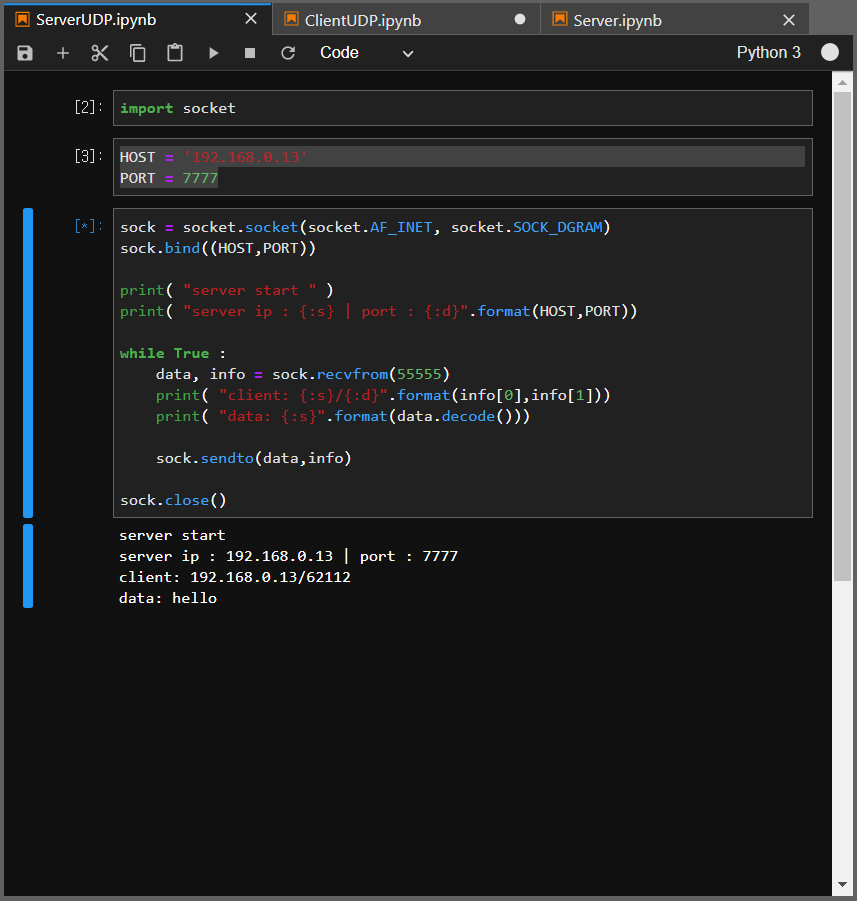 ServerUDP.ipynb ClientUDP.ipynb Server.ipynb
Code Python 3
[2]: import socket
[3]: HOST = '192.168.0.13'
PORT = 7777
[*]: sock = socket.socket(socket.AF_INET, socket.SOCK_DGRAM)
sock.bind((HOST,PORT))
print( "server start " )
print( "server ip : {:s} | port : {:d}".format(HOST,PORT))
while True :
    data, info = sock.recvfrom(55555)
    print( "client: {:s}/{:d}".format(info[0],info[1]))
    print( "data: {:s}".format(data.decode()))
    sock.sendto(data,info)
sock.close()
server start
server ip : 192.168.0.13 | port : 7777
client: 192.168.0.13/62112
data: hello